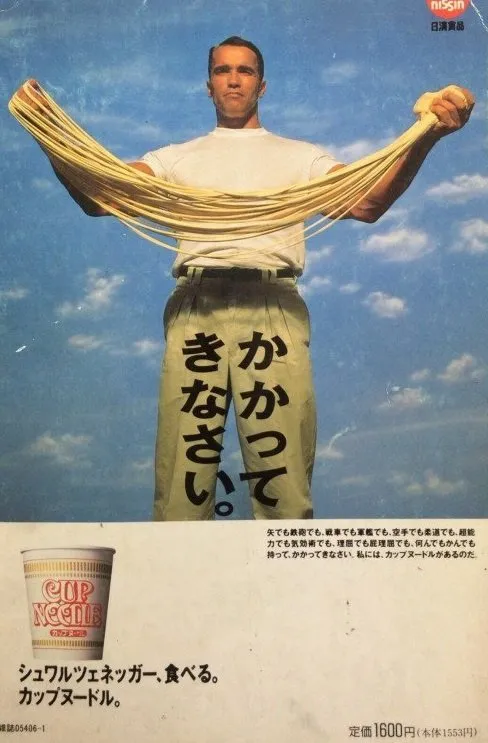 nissin
日清食品
かかって
きなさい。
矢でも鉄砲でも、戦車でも軍艦でも、空手でも柔道でも、超能
力でも気功術でも、理屈でも屁理屈でも、何んでもかんでも
持って、かかってきなさい。私には、カップヌードルがあるのだ。
CUP
NOODLE
カップヌードル
シュワルツェネッガー、食べる。
カップヌードル。
雑誌05406-1
定価1600円(本体1553円)